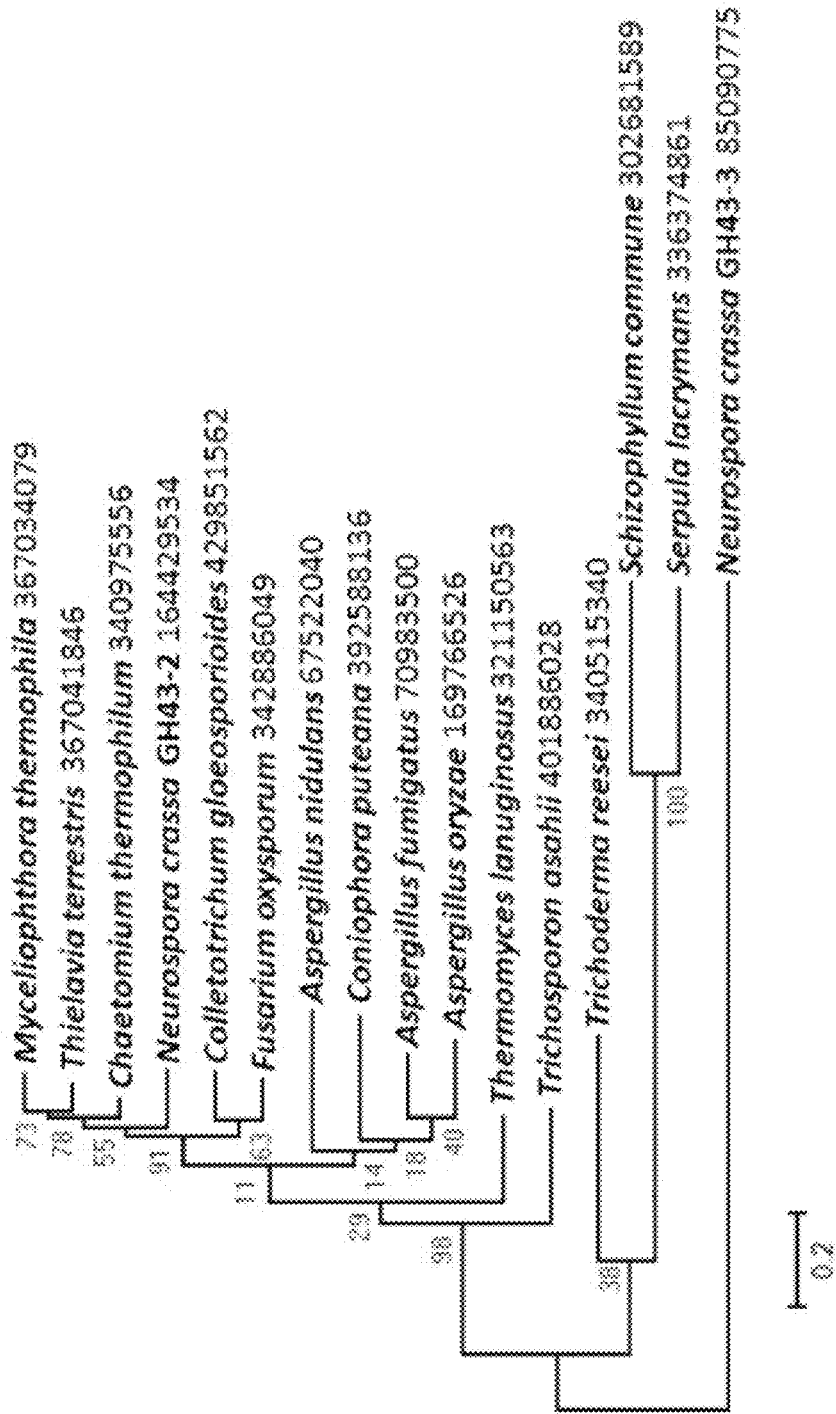 Myceliophthora thermophila 367034079
Thielavia terrestris 367041846
Chaetomium thermophilum 340975556
Neurospora crassa GH43-2 164429534
Colletotrichum gloeosporioides 429851562
Fusarium oxysporum 342886049
Aspergillus nidulans 67522040
Coniophora puteana 392588136
Aspergillus fumigatus 70983500
Aspergillus oryzae 169766526
Thermomyces lanuginosus 321150563
Trichosporon asahii 401886028
Trichoderma reesei 340515340
Schizophyllum commune 302681589
Serpula lacrymans 336374861
Neurospora crassa GH43-3 85090775
73
78
55
91
63
11
14
18
40
29
98
38
100
0.2